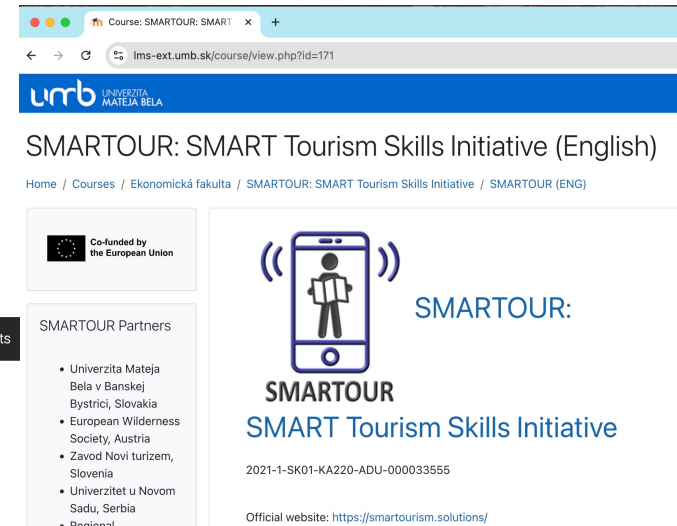 Course: SMARTOUR: SMART
lms-ext.umb.sk/course/view.php?id=171
umb UNIVERZITA
MATEJA BELA
SMARTOUR: SMART Tourism Skills Initiative (English)
Home / Courses / Ekonomická fakulta / SMARTOUR: SMART Tourism Skills Initiative / SMARTOUR (ENG)
Co-funded by
the European Union
ts
SMARTOUR Partners
Univerzita Mateja
Bela v Banskej
Bystrici, Slovakia
European Wilderness
Society, Austria
Zavod Novi turizem,
Slovenia
Univerzitet u Novom
Sadu, Serbia
Regional
SMARTOUR
SMARTOUR:
SMART Tourism Skills Initiative
2021-1-SK01-KA220-ADU-000033555
Official website: https://smartourism.solutions/